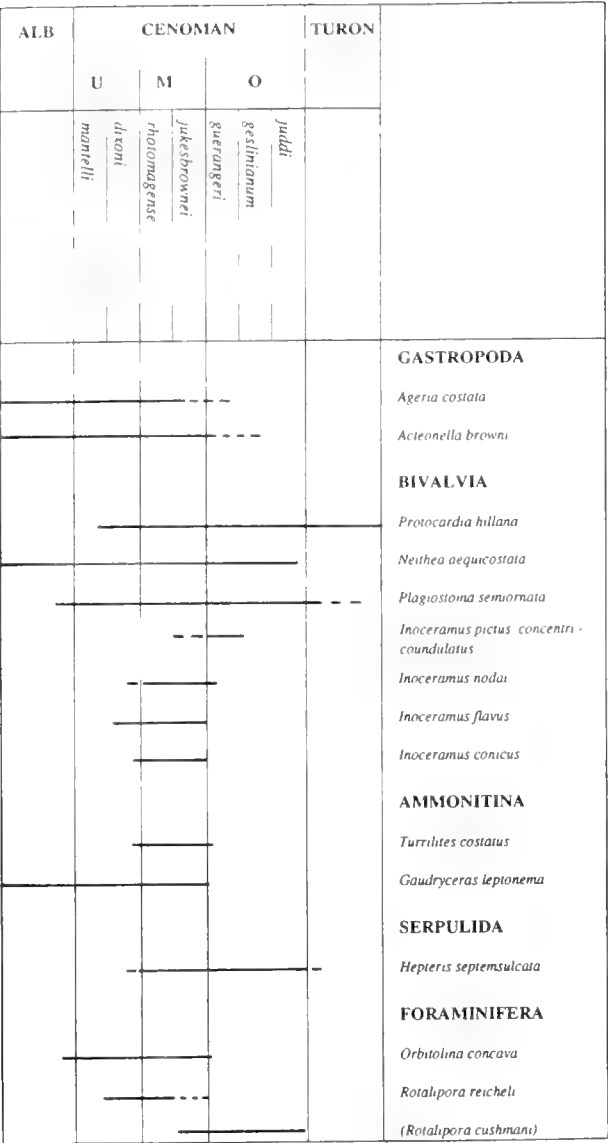 ALB CENOMAN TURON
U M O
mantelli
dixoni
rhotomagense
jukesbrownei
guerangeri
geslinianum
juddi
GASTROPODA
Ageria costata
Acteonella browni
BIVALVIA
Protocardia hillana
Neithea aequicostata
Plagiostoma semiornata
Inoceramus pictus concentri -
coundulatus
Inoceramus nodai
Inoceramus flavus
Inoceramus conicus
AMMONITINA
Turrilites costatus
Gaudryceras leptonema
SERPULIDA
Hepteris septemsulcata
FORAMINIFERA
Orbitolina concava
Rotalipora reicheli
(Rotalipora cushmani)